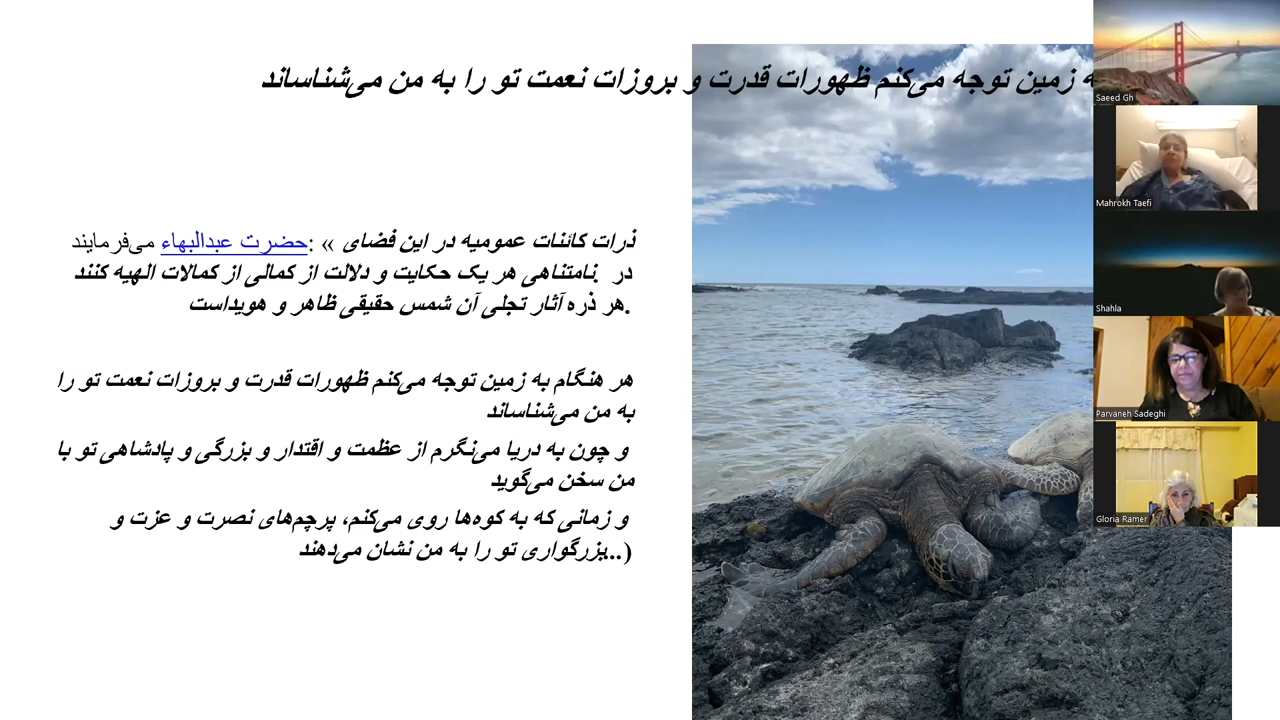 ه زمین توجه می‌کنم ظهورات قدرت و بروزات نعمت تو را به من می‌شناساند
حضرت عبدالبهاء می‌فرمایند: « ذرات کائنات عمومیه در این فضای
نامتناهی هر یک حکایت و دلالت از کمالی از کمالات الهیه کنند. در
هر ذره آثار تجلی آن شمس حقیقی ظاهر و هویداست.
هر هنگام به زمین توجه می‌کنم ظهورات قدرت و بروزات نعمت تو را
به من می‌شناساند
و چون به دریا می‌نگرم از عظمت و اقتدار و بزرگی و پادشاهی تو با
من سخن می‌گوید
و زمانی که به کوه‌ها روی می‌کنم، پرچم‌های نصرت و عزت و
بزرگواری تو را به من نشان می‌دهند...)
Saeed Gh
Mahrokh Taefi
Shahla
Parvaneh Sadeghi
Gloria Ramer